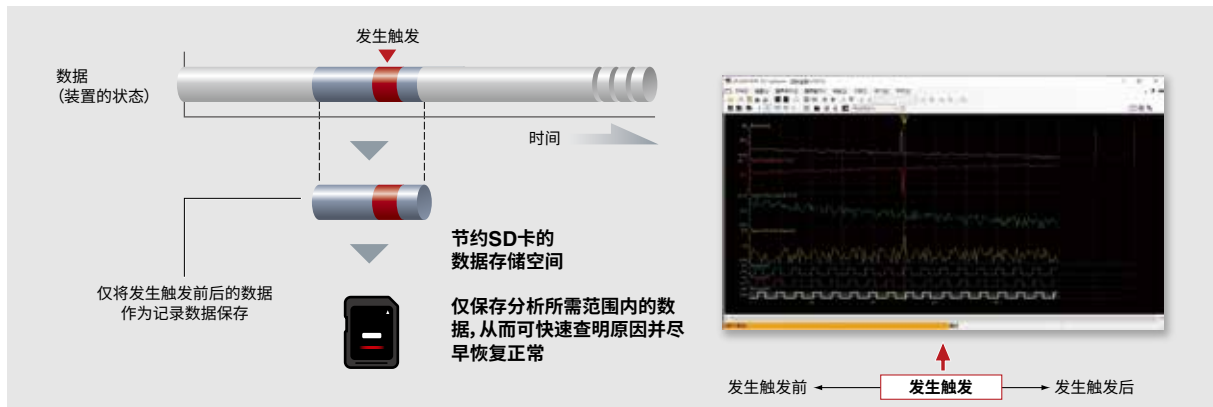 发生触发
数据
（装置的状态）
时间
节约SD卡的
数据存储空间
仅将发生触发前后的数据
作为记录数据保存
仅保存分析所需范围内的数
据，从而可快速查明原因并尽
早恢复正常
发生触发前
发生触发
发生触发后